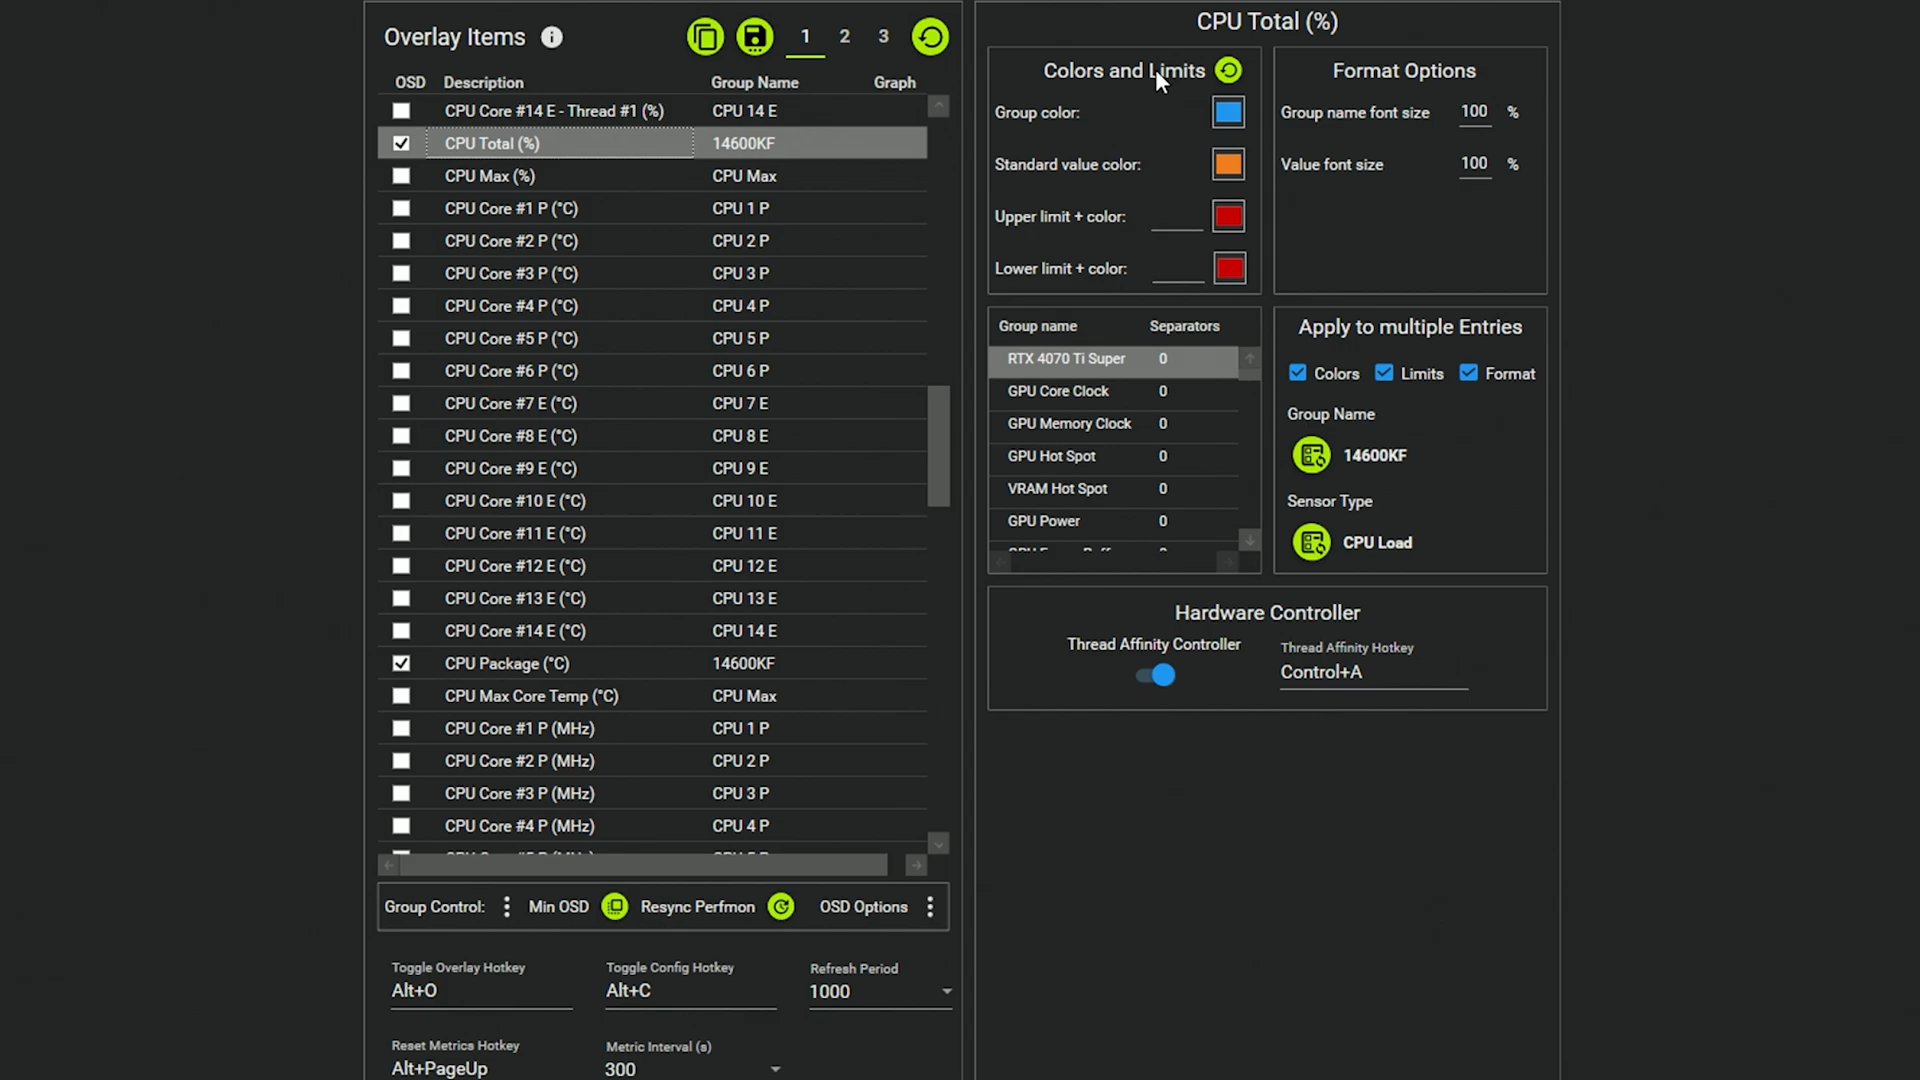 Overlay Items
1 2 3
OSD Description Group Name Graph
CPU Core #14 E - Thread #1 (%) CPU 14 E
CPU Total (%) 14600KF
CPU Max (%) CPU Max
CPU Core #1 P (°C) CPU 1 P
CPU Core #2 P (°C) CPU 2 P
CPU Core #3 P (°C) CPU 3 P
CPU Core #4 P (°C) CPU 4 P
CPU Core #5 P (°C) CPU 5 P
CPU Core #6 P (°C) CPU 6 P
CPU Core #7 E (°C) CPU 7 E
CPU Core #8 E (°C) CPU 8 E
CPU Core #9 E (°C) CPU 9 E
CPU Core #10 E (°C) CPU 10 E
CPU Core #11 E (°C) CPU 11 E
CPU Core #12 E (°C) CPU 12 E
CPU Core #13 E (°C) CPU 13 E
CPU Core #14 E (°C) CPU 14 E
CPU Package (°C) 14600KF
CPU Max Core Temp (°C) CPU Max
CPU Core #1 P (MHz) CPU 1 P
CPU Core #2 P (MHz) CPU 2 P
CPU Core #3 P (MHz) CPU 3 P
CPU Core #4 P (MHz) CPU 4 P
Group Control: Min OSD Resync Perfmon OSD Options
Toggle Overlay Hotkey Toggle Config Hotkey Refresh Period
Alt+O Alt+C 1000
Reset Metrics Hotkey Metric Interval (s)
Alt+PageUp 300
CPU Total (%)
Colors and Limits
Group color:
Standard value color:
Upper limit + color:
Lower limit + color:
Format Options
Group name font size 100 %
Value font size 100 %
Group name Separators
RTX 4070 Ti Super 0
GPU Core Clock 0
GPU Memory Clock 0
GPU Hot Spot 0
VRAM Hot Spot 0
GPU Power 0
Apply to multiple Entries
Colors Limits Format
Group Name
14600KF
Sensor Type
CPU Load
Hardware Controller
Thread Affinity Controller Thread Affinity Hotkey
Control+A